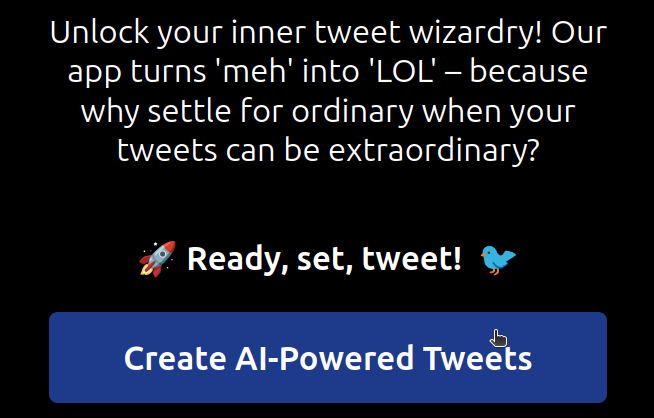 Unlock your inner tweet wizardry! Our
app turns 'meh' into 'LOL' – because
why settle for ordinary when your
tweets can be extraordinary?
🚀 Ready, set, tweet! 🐦
Create AI-Powered Tweets